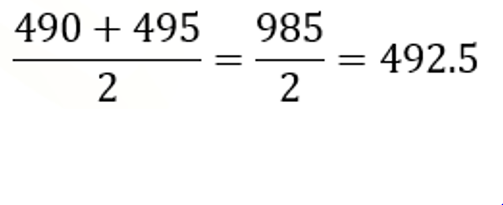 (490 + 495)/2 = 985/2 = 492.5